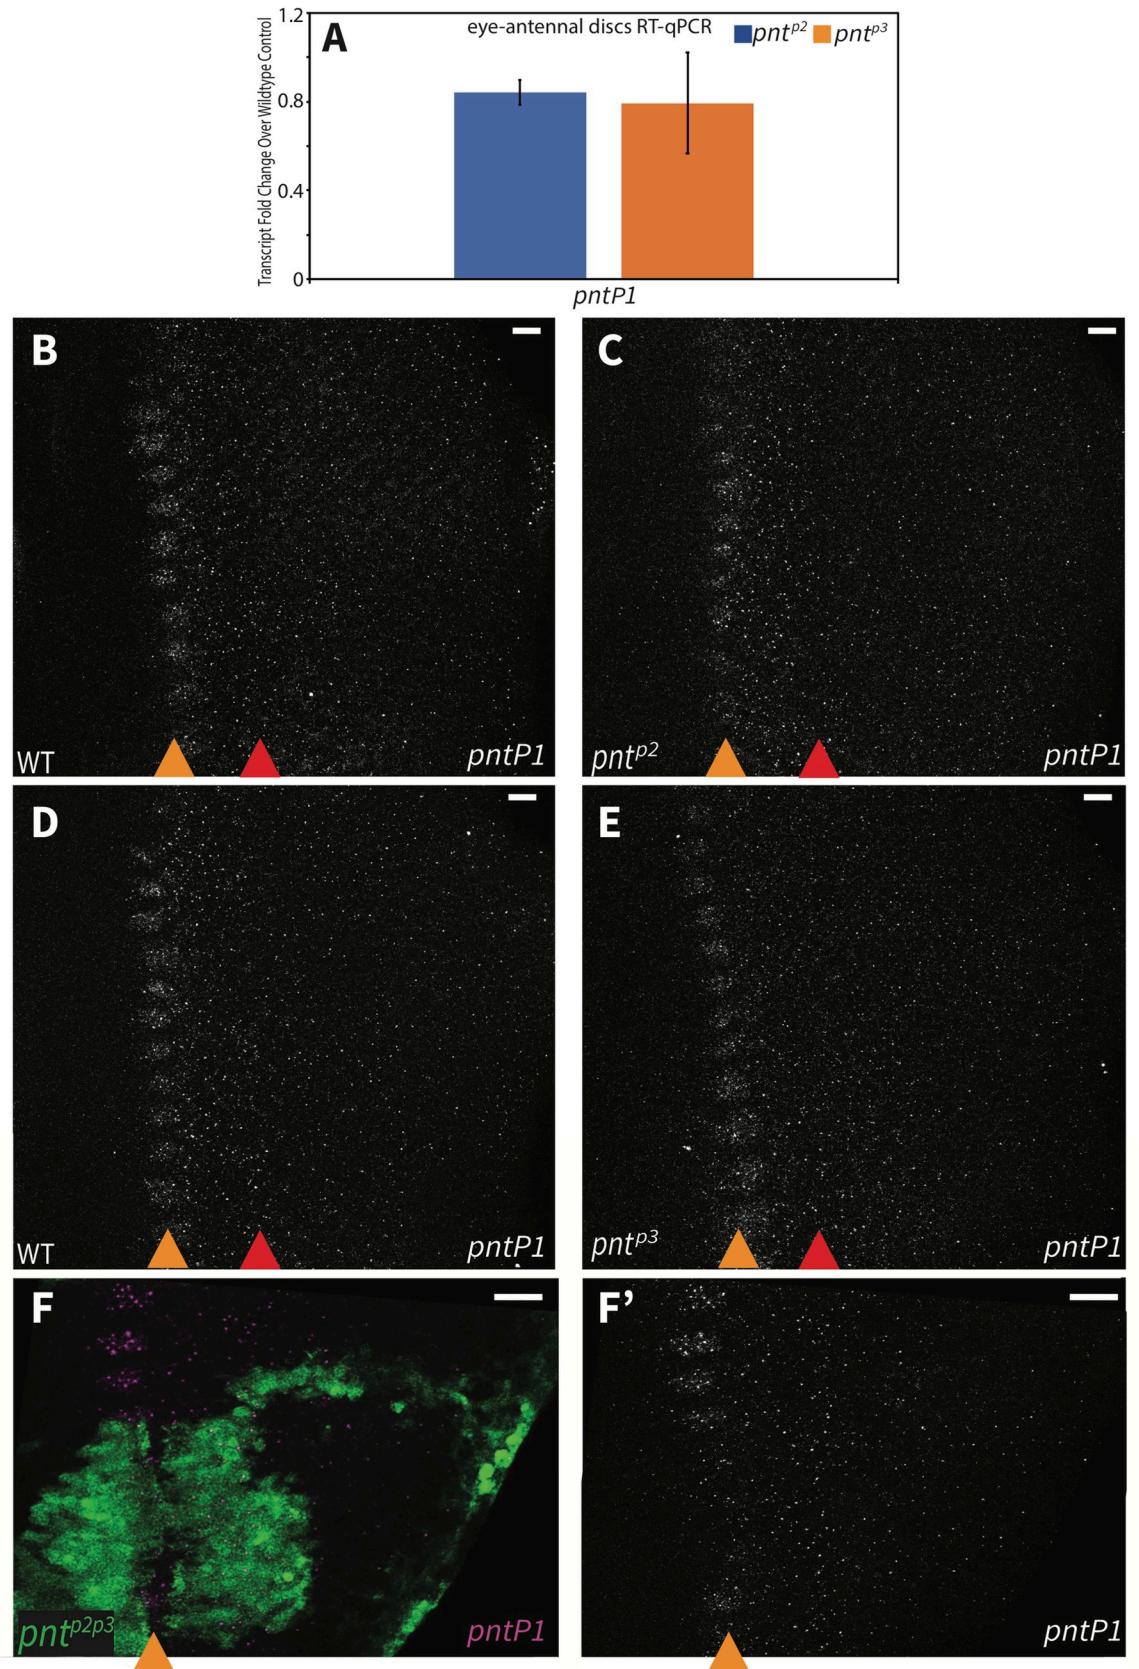 A
eye-antennal discs RT-qPCR
pntp2
pntp3
Transcript Fold Change Over Wildtype Control
1.2
0.8
0.4
0
pntP1
B
WT
pntP1
C
pntp2
pntP1
D
WT
pntP1
E
pntp3
pntP1
F
pntp2p3
pntP1
F’
pntP1